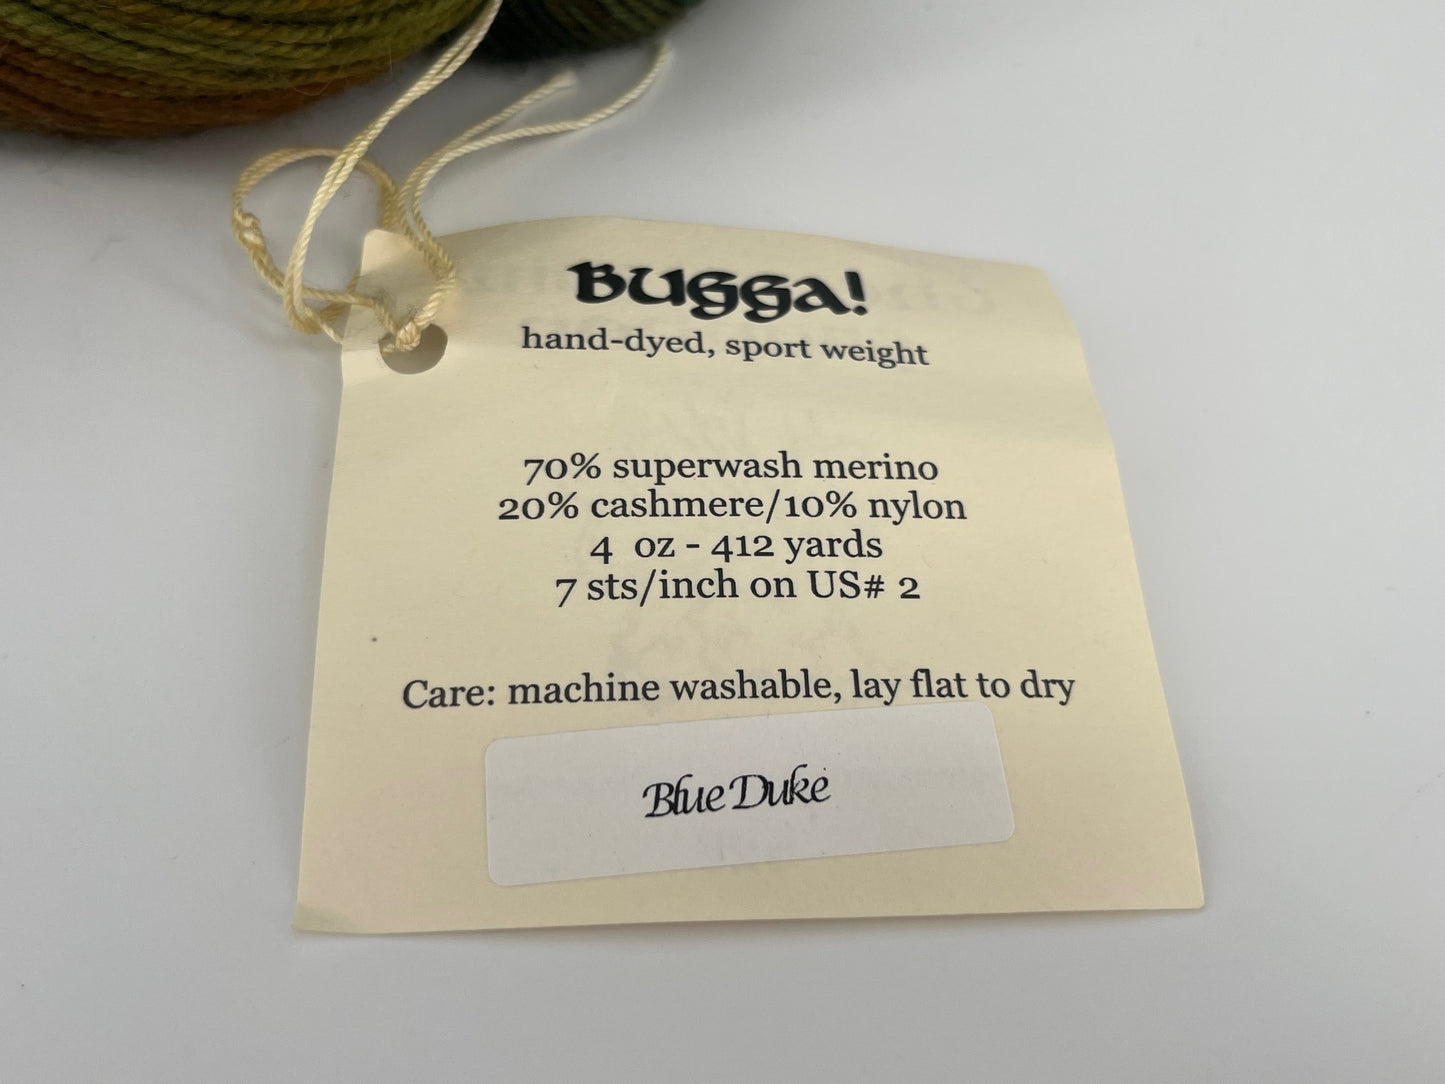 BUGGa!
hand-dyed, sport weight
70% superwash merino
20% cashmere/10% nylon
4 oz - 412 yards
7 sts/inch on US# 2
Care: machine washable, lay flat to dry
Blue Duke